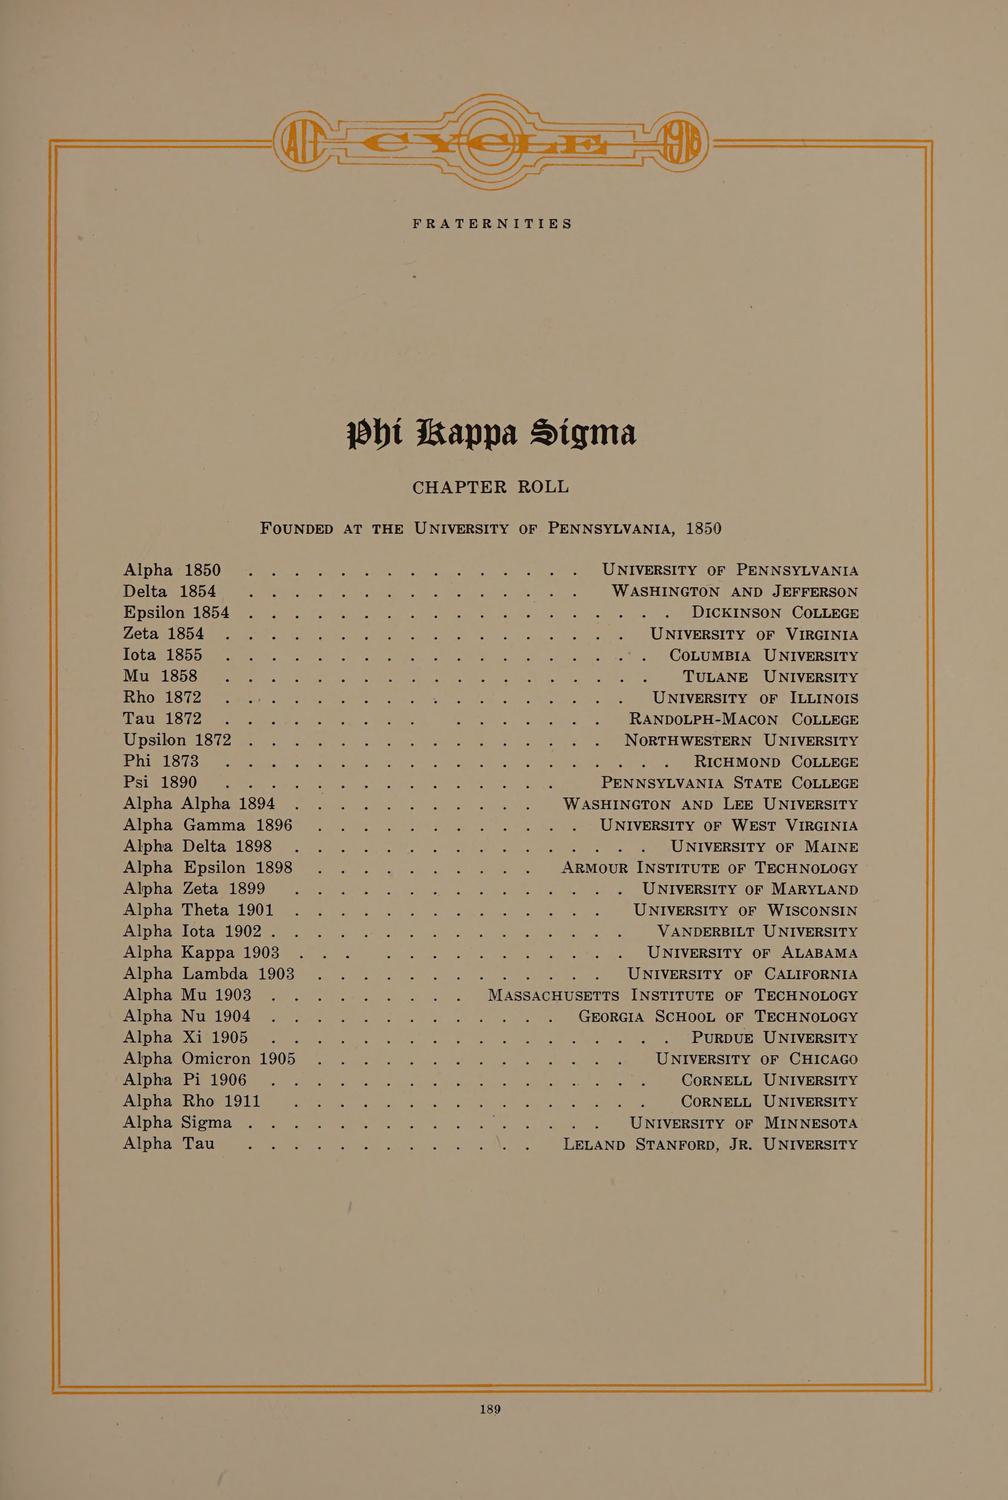 AIT CYCLE 1916
FRATERNITIES
Phi Kappa Sigma
CHAPTER ROLL
FOUNDED AT THE UNIVERSITY OF PENNSYLVANIA, 1850
Alpha 1850 . . . . . . . . . . . . . . . UNIVERSITY OF PENNSYLVANIA
Delta 1854 . . . . . . . . . . . . . . . WASHINGTON AND JEFFERSON
Epsilon 1854 . . . . . . . . . . . . . . . . . . . DICKINSON COLLEGE
Zeta 1854 . . . . . . . . . . . . . . . . . . UNIVERSITY OF VIRGINIA
Iota 1855 . . . . . . . . . . . . . . . . . . . COLUMBIA UNIVERSITY
Mu 1858 . . . . . . . . . . . . . . . . . . . TULANE UNIVERSITY
Rho 1872 . . . . . . . . . . . . . . . . . . UNIVERSITY OF ILLINOIS
Tau 1872 . . . . . . . . . . . . . . . . RANDOLPH-MACON COLLEGE
Upsilon 1872 . . . . . . . . . . . . . . . . NORTHWESTERN UNIVERSITY
Phi 1873 . . . . . . . . . . . . . . . . . . . . RICHMOND COLLEGE
Psi 1890 . . . . . . . . . . . . . . . PENNSYLVANIA STATE COLLEGE
Alpha Alpha 1894 . . . . . . . . . . . WASHINGTON AND LEE UNIVERSITY
Alpha Gamma 1896 . . . . . . . . . . . . UNIVERSITY OF WEST VIRGINIA
Alpha Delta 1898 . . . . . . . . . . . . . . . . UNIVERSITY OF MAINE
Alpha Epsilon 1898 . . . . . . . . . . ARMOUR INSTITUTE OF TECHNOLOGY
Alpha Zeta 1899 . . . . . . . . . . . . . . . UNIVERSITY OF MARYLAND
Alpha Theta 1901 . . . . . . . . . . . . . . UNIVERSITY OF WISCONSIN
Alpha Iota 1902 . . . . . . . . . . . . . . . . VANDERBILT UNIVERSITY
Alpha Kappa 1903 . . . . . . . . . . . . . . UNIVERSITY OF ALABAMA
Alpha Lambda 1903 . . . . . . . . . . . . . UNIVERSITY OF CALIFORNIA
Alpha Mu 1903 . . . . . . . . . MASSACHUSETTS INSTITUTE OF TECHNOLOGY
Alpha Nu 1904 . . . . . . . . . . . . . GEORGIA SCHOOL OF TECHNOLOGY
Alpha Xi 1905 . . . . . . . . . . . . . . . . . . PURDUE UNIVERSITY
Alpha Omicron 1905 . . . . . . . . . . . . . . UNIVERSITY OF CHICAGO
Alpha Pi 1906 . . . . . . . . . . . . . . . . . CORNELL UNIVERSITY
Alpha Rho 1911 . . . . . . . . . . . . . . . . CORNELL UNIVERSITY
Alpha Sigma . . . . . . . . . . . . . . . . UNIVERSITY OF MINNESOTA
Alpha Tau . . . . . . . . . . . . . LELAND STANFORD, JR. UNIVERSITY
189